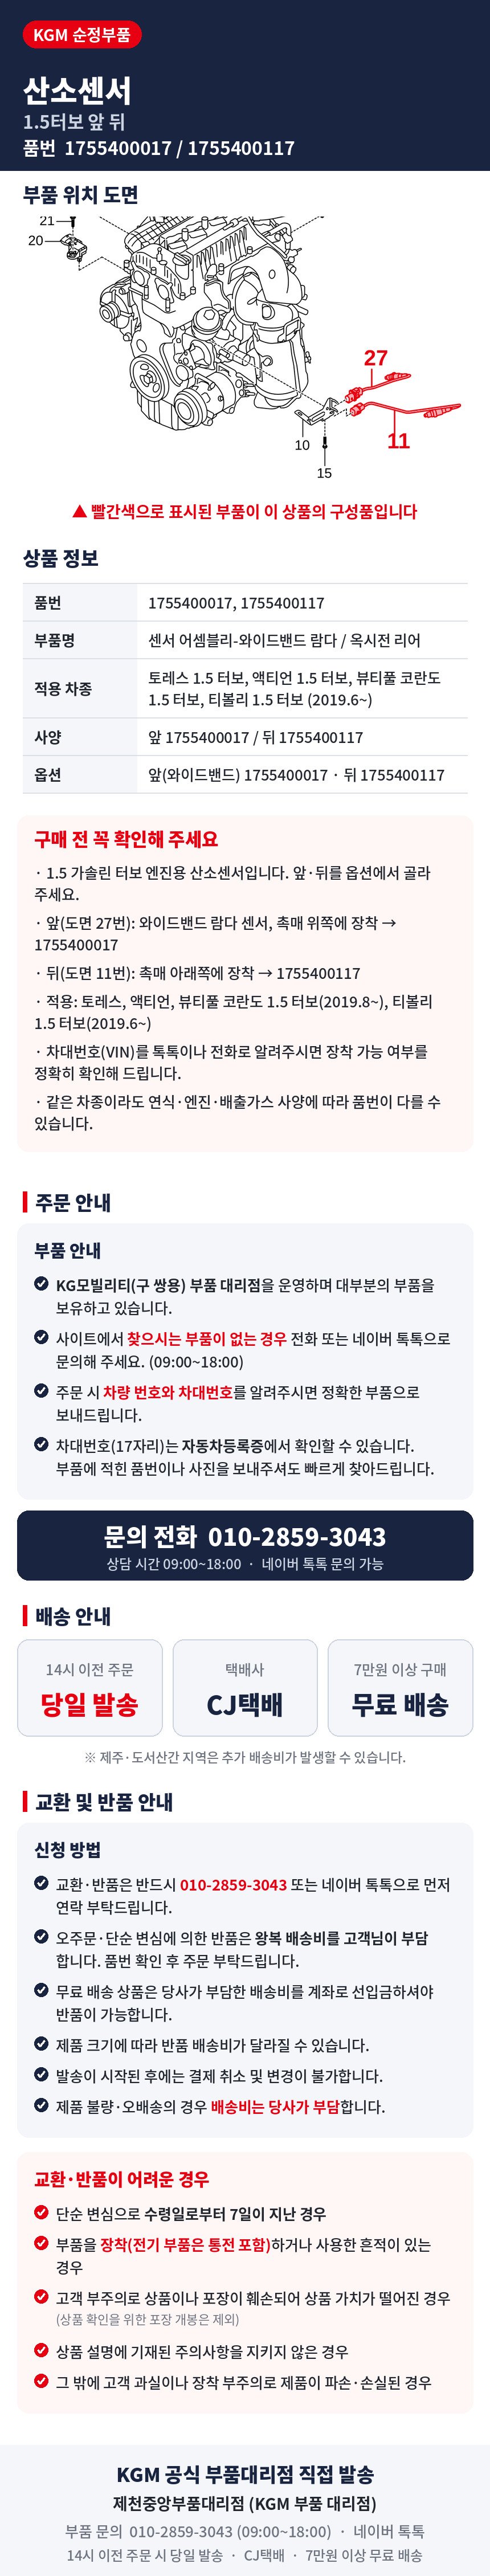 KGM 순정부품
산소센서
1.5터보 앞 뒤
품번 1755400017 / 1755400117
부품 위치 도면
21
20
27
11
10
15
▲ 빨간색으로 표시된 부품이 이 상품의 구성품입니다
상품 정보
품번 1755400017, 1755400117
부품명 센서 어셈블리-와이드밴드 람다 / 옥시전 리어
적용 차종 토레스 1.5 터보, 액티언 1.5 터보, 뷰티풀 코란도
1.5 터보, 티볼리 1.5 터보 (2019.6~)
사양 앞 1755400017 / 뒤 1755400117
옵션 앞(와이드밴드) 1755400017 · 뒤 1755400117
구매 전 꼭 확인해 주세요
· 1.5 가솔린 터보 엔진용 산소센서입니다. 앞·뒤를 옵션에서 골라
주세요.
· 앞(도면 27번): 와이드밴드 람다 센서, 촉매 위쪽에 장착 →
1755400017
· 뒤(도면 11번): 촉매 아래쪽에 장착 → 1755400117
· 적용: 토레스, 액티언, 뷰티풀 코란도 1.5 터보(2019.8~), 티볼리
1.5 터보(2019.6~)
· 차대번호(VIN)를 톡톡이나 전화로 알려주시면 장착 가능 여부를
정확히 확인해 드립니다.
· 같은 차종이라도 연식·엔진·배출가스 사양에 따라 품번이 다를 수
있습니다.
주문 안내
부품 안내
KG모빌리티(구 쌍용) 부품 대리점을 운영하며 대부분의 부품을
보유하고 있습니다.
사이트에서 찾으시는 부품이 없는 경우 전화 또는 네이버 톡톡으로
문의해 주세요. (09:00~18:00)
주문 시 차량 번호와 차대번호를 알려주시면 정확한 부품으로
보내드립니다.
차대번호(17자리)는 자동차등록증에서 확인할 수 있습니다.
부품에 적힌 품번이나 사진을 보내주셔도 빠르게 찾아드립니다.
문의 전화 010-2859-3043
상담 시간 09:00~18:00 · 네이버 톡톡 문의 가능
배송 안내
14시 이전 주문
당일 발송
택배사
CJ택배
7만원 이상 구매
무료 배송
※ 제주·도서산간 지역은 추가 배송비가 발생할 수 있습니다.
교환 및 반품 안내
신청 방법
교환·반품은 반드시 010-2859-3043 또는 네이버 톡톡으로 먼저
연락 부탁드립니다.
오주문·단순 변심에 의한 반품은 왕복 배송비를 고객님이 부담
합니다. 품번 확인 후 주문 부탁드립니다.
무료 배송 상품은 당사가 부담한 배송비를 계좌로 선입금하셔야
반품이 가능합니다.
제품 크기에 따라 반품 배송비가 달라질 수 있습니다.
발송이 시작된 후에는 결제 취소 및 변경이 불가합니다.
제품 불량·오배송의 경우 배송비는 당사가 부담합니다.
교환·반품이 어려운 경우
단순 변심으로 수령일로부터 7일이 지난 경우
부품을 장착(전기 부품은 통전 포함)하거나 사용한 흔적이 있는
경우
고객 부주의로 상품이나 포장이 훼손되어 상품 가치가 떨어진 경우
(상품 확인을 위한 포장 개봉은 제외)
상품 설명에 기재된 주의사항을 지키지 않은 경우
그 밖에 고객 과실이나 장착 부주의로 제품이 파손·손실된 경우
KGM 공식 부품대리점 직접 발송
제천중앙부품대리점 (KGM 부품 대리점)
부품 문의 010-2859-3043 (09:00~18:00) · 네이버 톡톡
14시 이전 주문 시 당일 발송 · CJ택배 · 7만원 이상 무료 배송